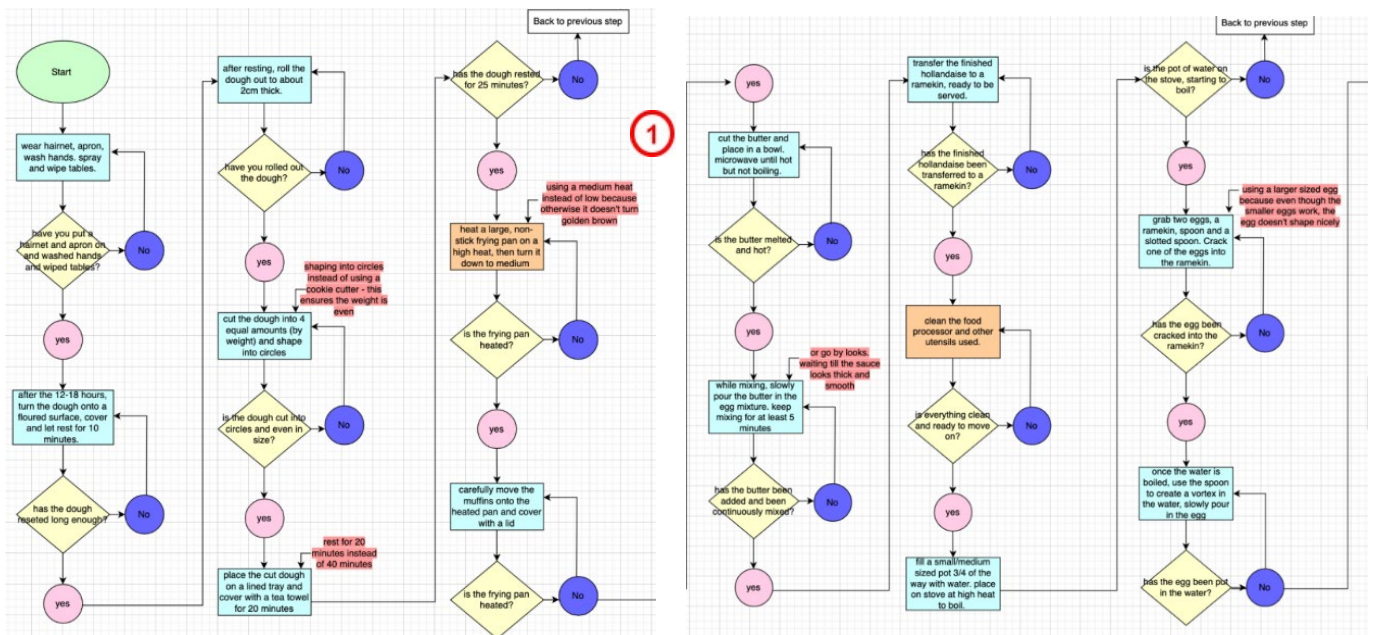 Start
wear hairnet, apron,
wash hands. spray
and wipe tables.
have you put a
hairnet and apron on
and washed hands
and wiped tables?
No
yes
after the 12-18 hours,
turn the dough onto a
floured surface, cover
and let rest for 10
minutes.
has the dough
reseted long enough?
No
yes
after resting, roll the
dough out to about
2cm thick.
have you rolled out
the dough?
No
yes
shaping into circles
instead of using a
cookie cutter - this
ensures the weight is
even
cut the dough into 4
equal amounts (by
weight) and shape
into circles
is the dough cut into
circles and even in
size?
No
yes
rest for 20
minutes instead
of 40 minutes
place the cut dough
on a lined tray and
cover with a tea towel
for 20 minutes
Back to previous step
has the dough rested
for 25 minutes?
No
yes
using a medium heat
instead of low because
otherwise it doesn't turn
golden brown
heat a large, non-
stick frying pan on a
high heat, then turn it
down to medium
is the frying pan
heated?
No
yes
carefully move the
muffins onto the
heated pan and cover
with a lid
is the frying pan
heated?
No
1
yes
cut the butter and
place in a bowl.
microwave until hot
but not boiling.
is the butter melted
and hot?
No
yes
or go by looks.
waiting till the sauce
looks thick and
smooth
while mixing, slowly
pour the butter in the
egg mixture. keep
mixing for at least 5
minutes
has the butter been
added and been
continuously mixed?
No
yes
transfer the finished
hollandaise to a
ramekin, ready to be
served.
has the finished
hollandaise been
transferred to a
ramekin?
No
yes
clean the food
processor and other
utensils used.
is everything clean
and ready to move
on?
No
yes
fill a small/medium
sized pot 3/4 of the
way with water. place
on stove at high heat
to boil.
Back to previous step
is the pot of water on
the stove, starting to
boil?
No
yes
using a larger sized egg
because even though the
smaller eggs work, the
egg doesn't shape nicely
grab two eggs, a
ramekin, spoon and a
slotted spoon. Crack
one of the eggs into
the ramekin.
has the egg been
cracked into the
ramekin?
No
yes
once the water is
boiled, use the spoon
to create a vortex in
the water, slowly pour
in the egg
has the egg been put
in the water?
No